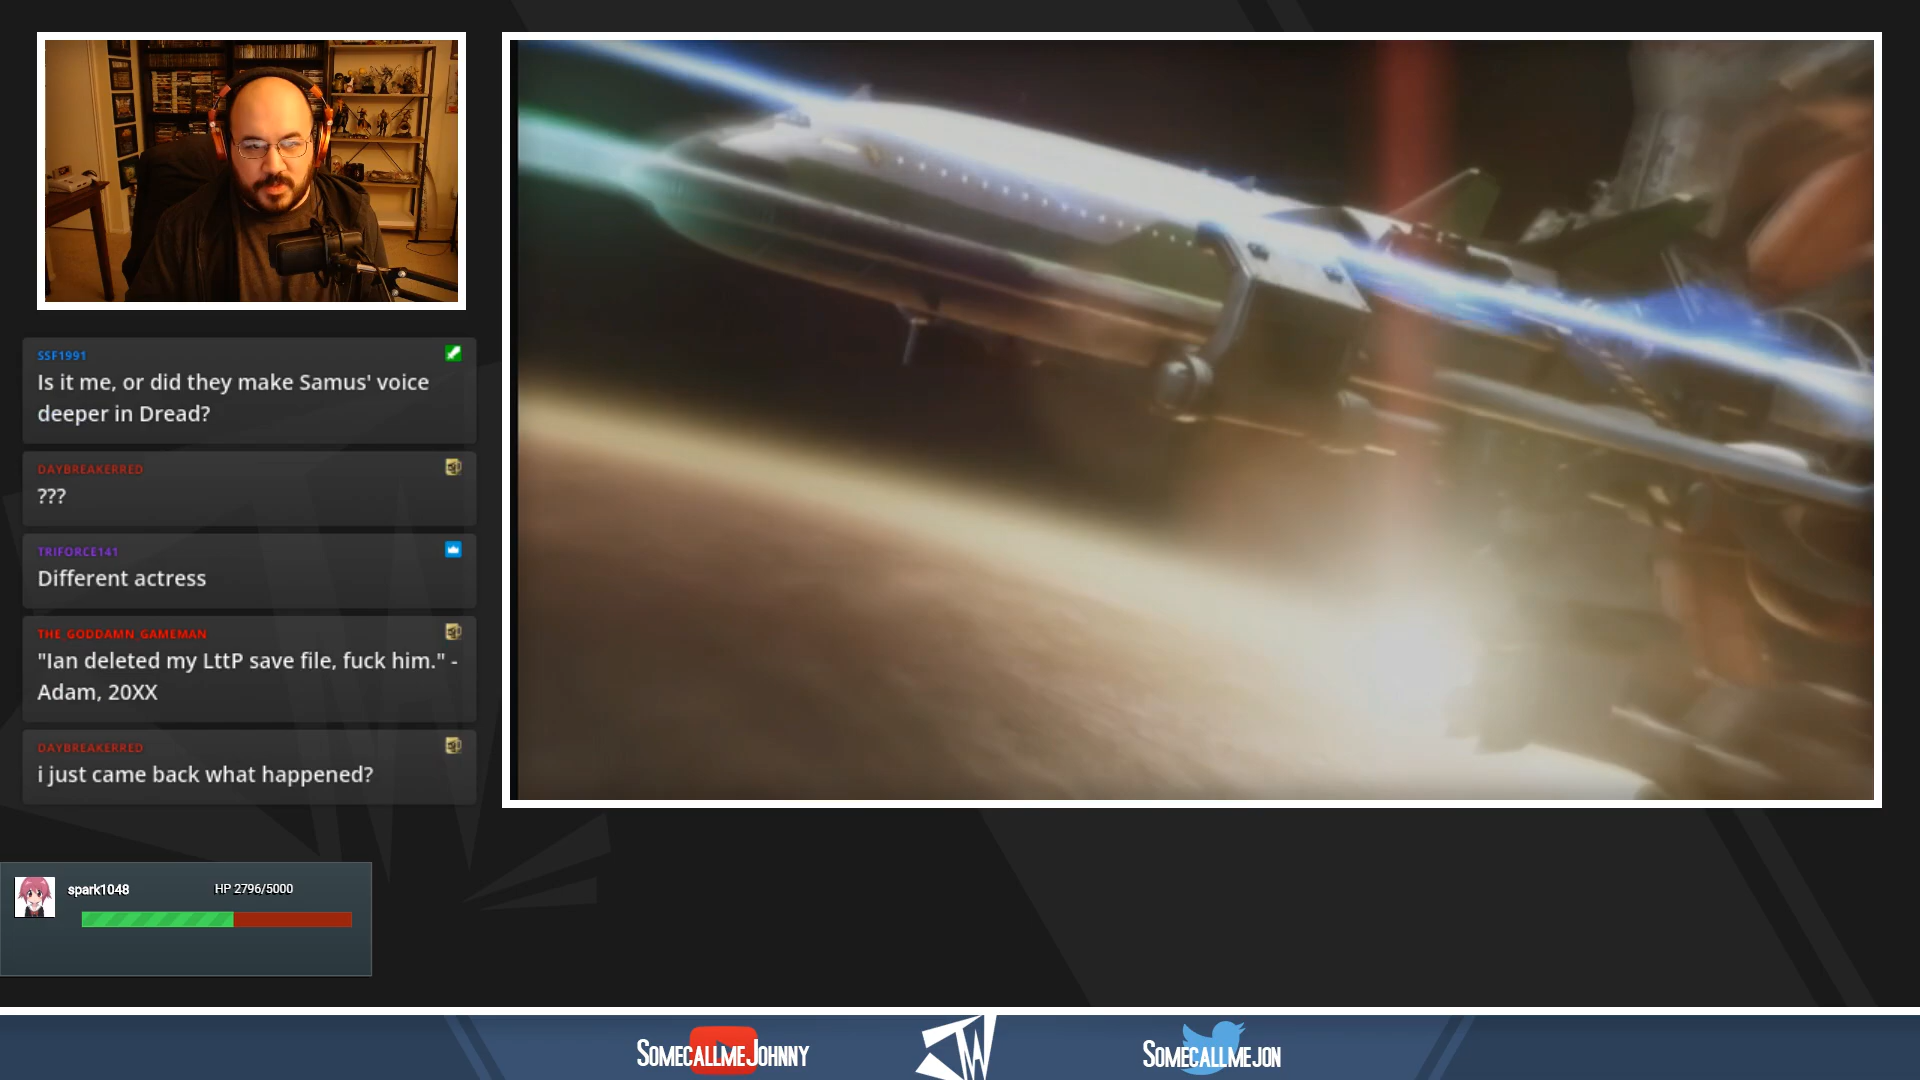 SSF1991
Is it me, or did they make Samus' voice
deeper in Dread?
DAYBREAKERRED
???
TRIFORCE141
Different actress
THE GODDAMN GAMEMAN
"Ian deleted my LttP save file, fuck him." -
Adam, 20XX
DAYBREAKERRED
i just came back what happened?
spark1048
HP 2796/5000
SOMECALLMEJOHNNY
SOMECALLMEJON